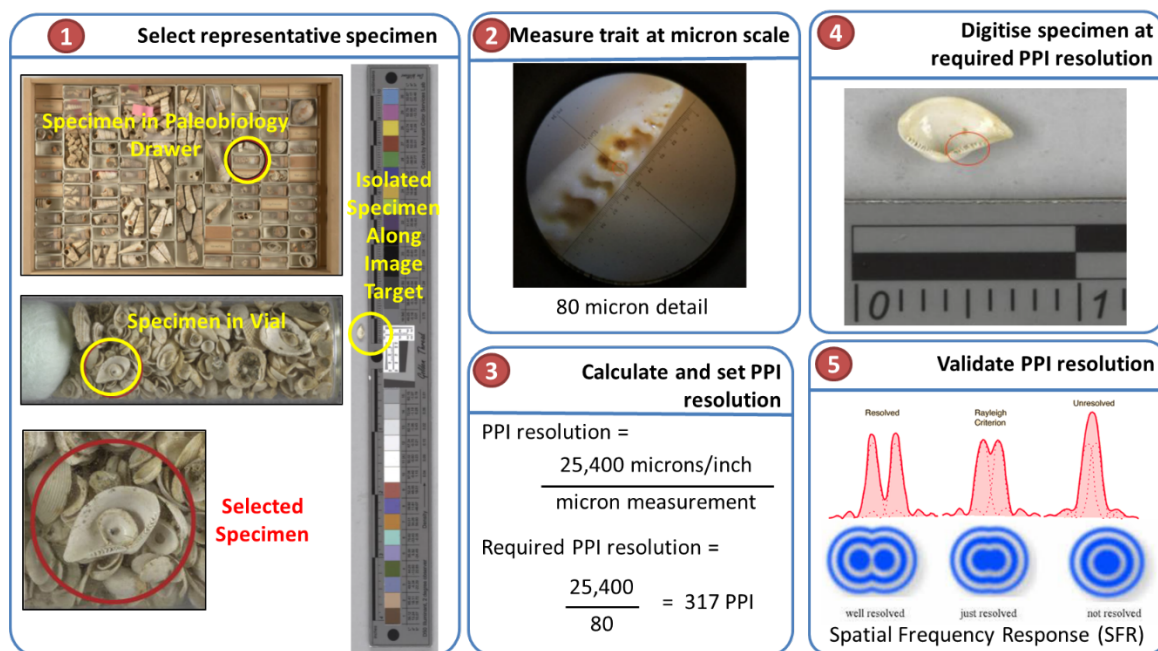 1
Select representative specimen
Specimen in Paleobiology
Drawer
Isolated
Specimen
Along
Image
Target
Specimen in Vial
Selected
Specimen
2
Measure trait at micron scale
80 micron detail
3
Calculate and set PPI
resolution
PPI resolution =
25,400 microns/inch
micron measurement
Required PPI resolution =
25,400
80
= 317 PPI
4
Digitise specimen at
required PPI resolution
0 1
5
Validate PPI resolution
Resolved
Rayleigh
Criterion
Unresolved
well resolved
just resolved
not resolved
Spatial Frequency Response (SFR)